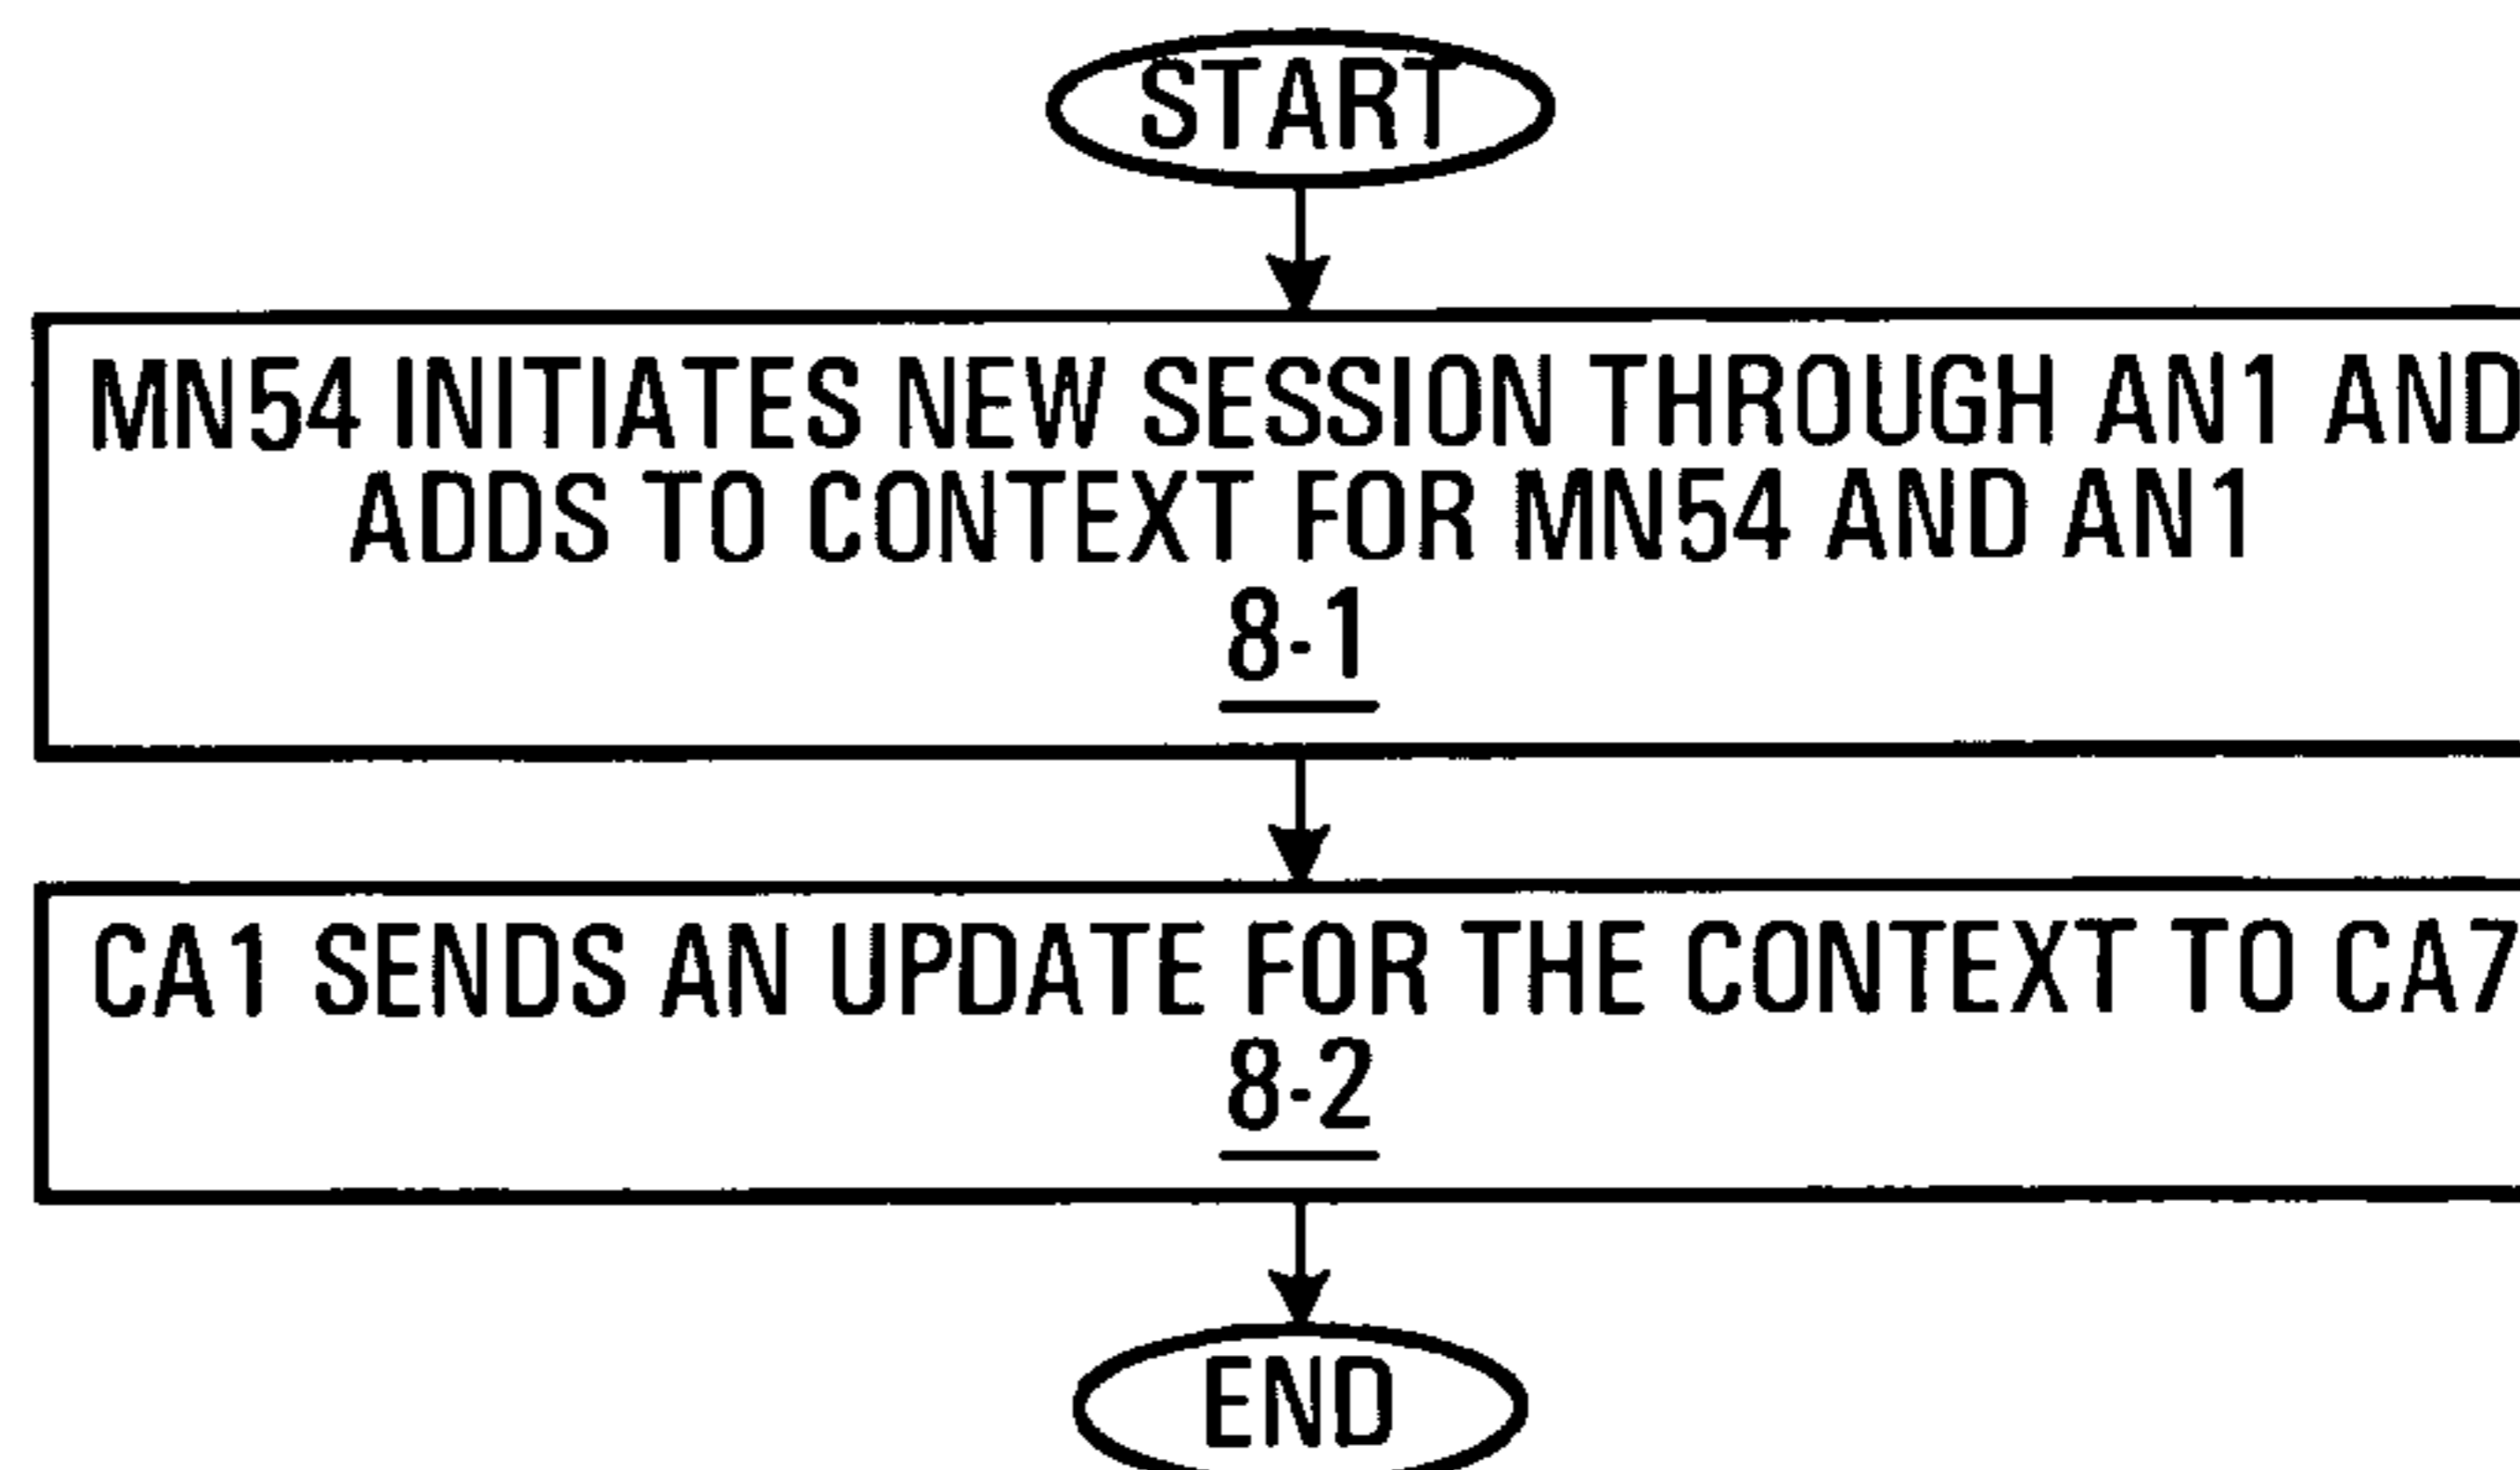 START
MN54 INITIATES NEW SESSION THROUGH AN1 AND
ADDS TO CONTEXT FOR MN54 AND AN1
8-1
CA1 SENDS AN UPDATE FOR THE CONTEXT TO CA7
8-2
END